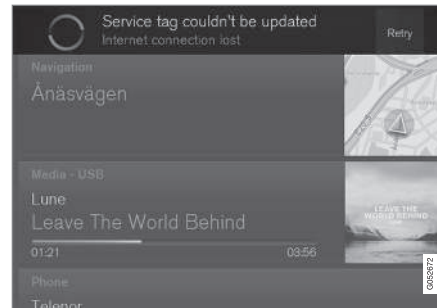 Service tag couldn't be updated
Internet connection lost
Retry
Navigation
Ånäsvägen
Media - USB
Lune
Leave The World Behind
01:21
03:56
LEAVE THE
WORLD BEHIND
Phone
Telenor
G052672